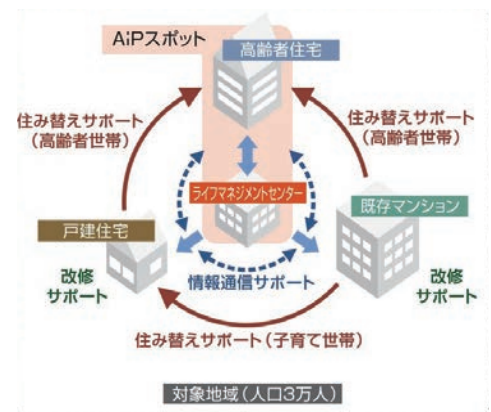 AiPスポット
高齢者住宅
住み替えサポート
(高齢者世帯)
住み替えサポート
(高齢者世帯)
ライフマネジメントセンター
戸建住宅
既存マンション
改修
サポート
情報通信サポート
改修
サポート
住み替えサポート(子育て世帯)
対象地域(人口3万人)